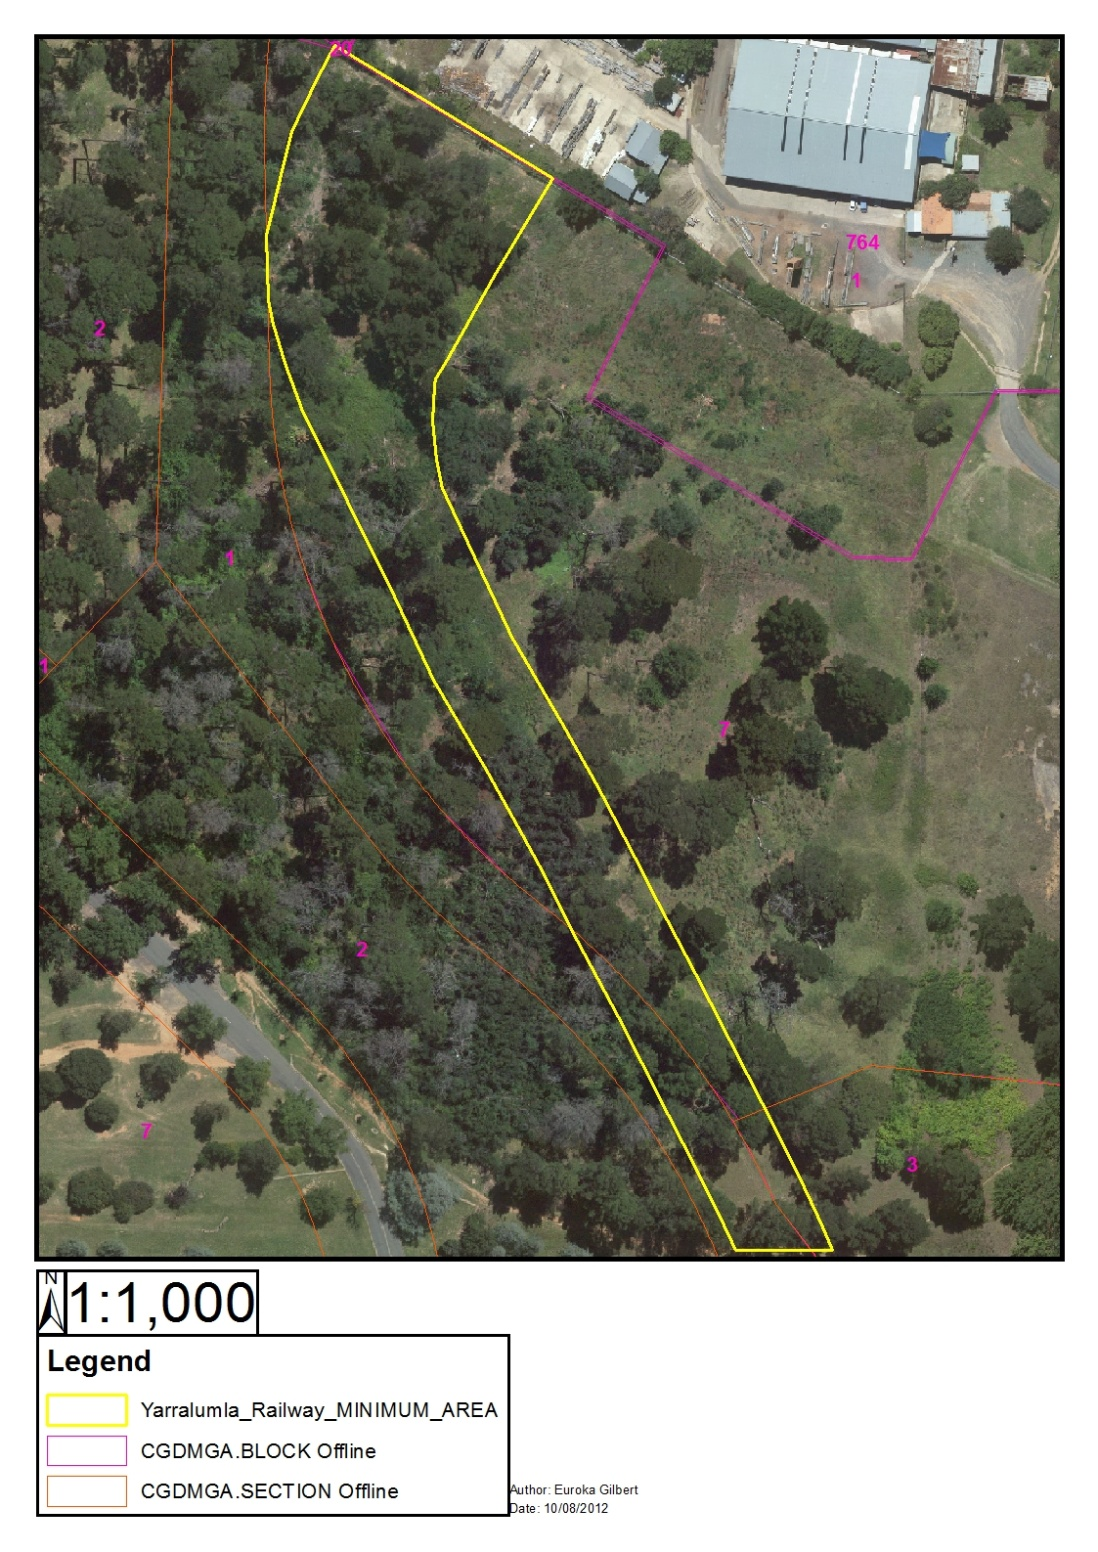 20
764
1
2
1
1
7
2
7
3
N
1:1,000
Legend
Yarralumla_Railway_MINIMUM_AREA
CGDMGA.BLOCK Offline
CGDMGA.SECTION Offline
Author: Euroka Gilbert
Date: 10/08/2012